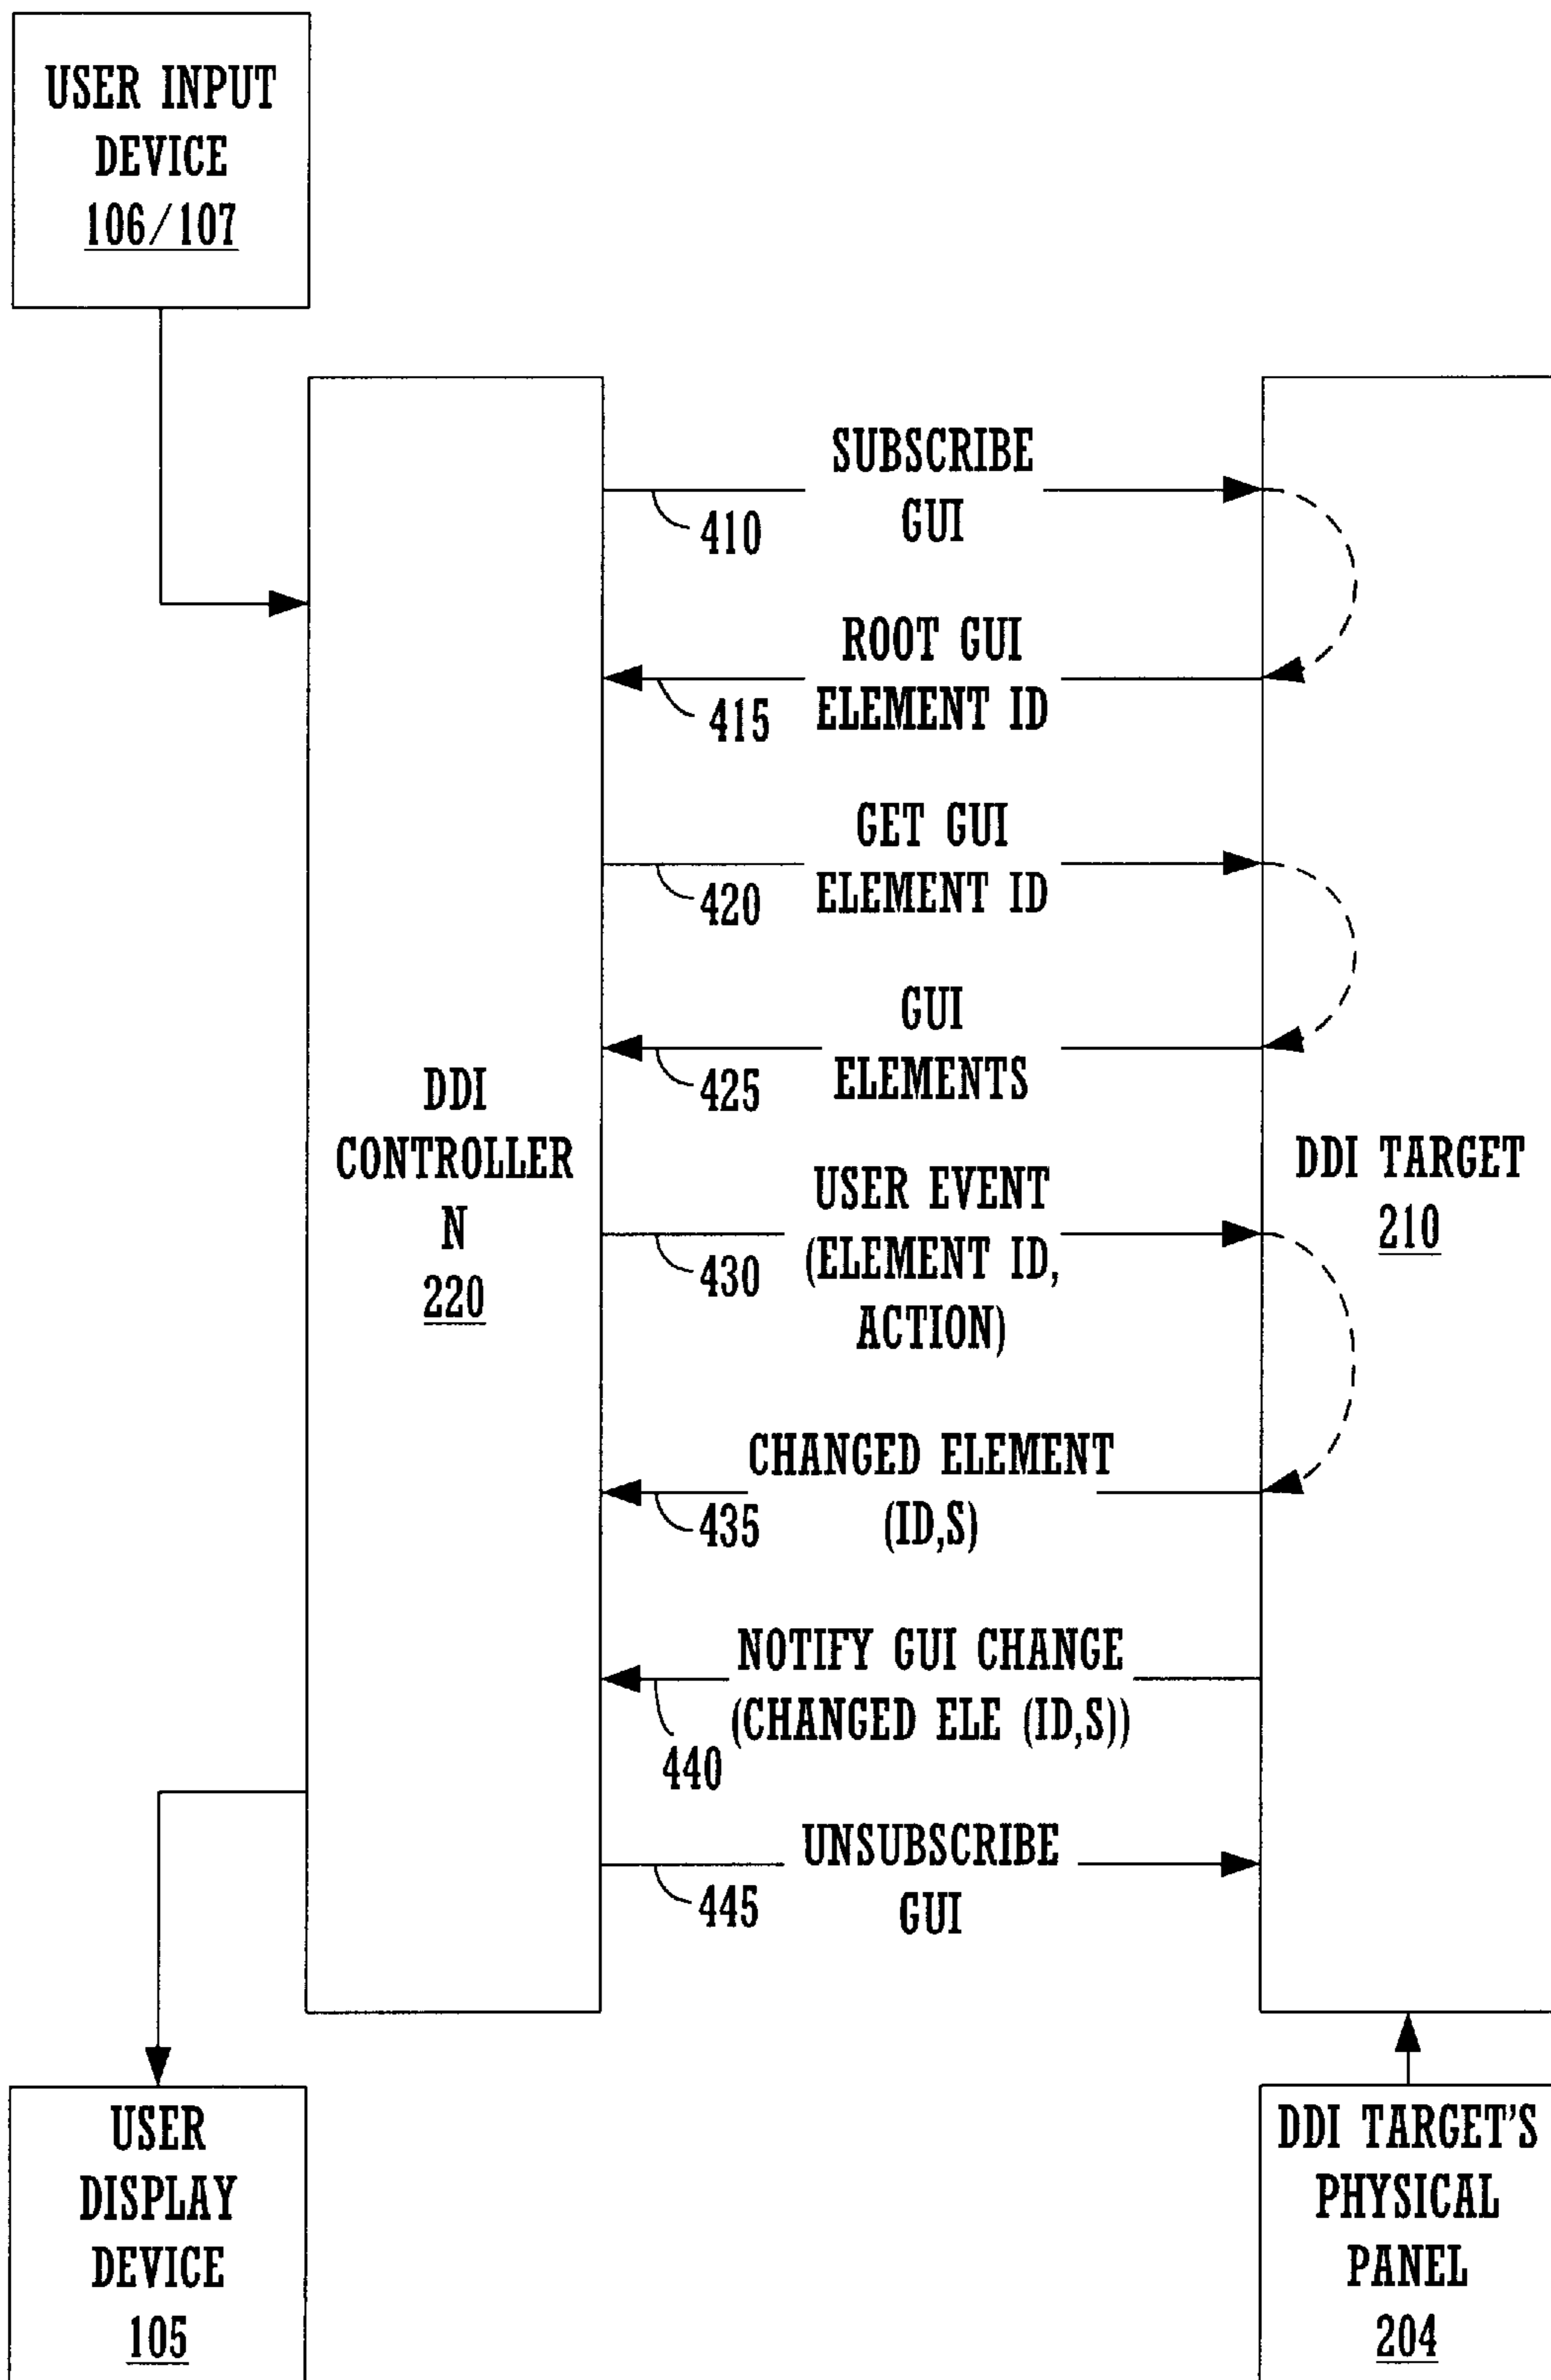 USER INPUT
DEVICE
106/107
SUBSCRIBE
GUI
410
ROOT GUI
ELEMENT ID
415
GET GUI
ELEMENT ID
420
GUI
ELEMENTS
425
DDI
CONTROLLER
N
220
DDI TARGET
210
USER EVENT
(ELEMENT ID,
ACTION)
430
CHANGED ELEMENT
(ID,S)
435
NOTIFY GUI CHANGE
(CHANGED ELE (ID,S))
440
UNSUBSCRIBE
GUI
445
USER
DISPLAY
DEVICE
105
DDI TARGET'S
PHYSICAL
PANEL
204